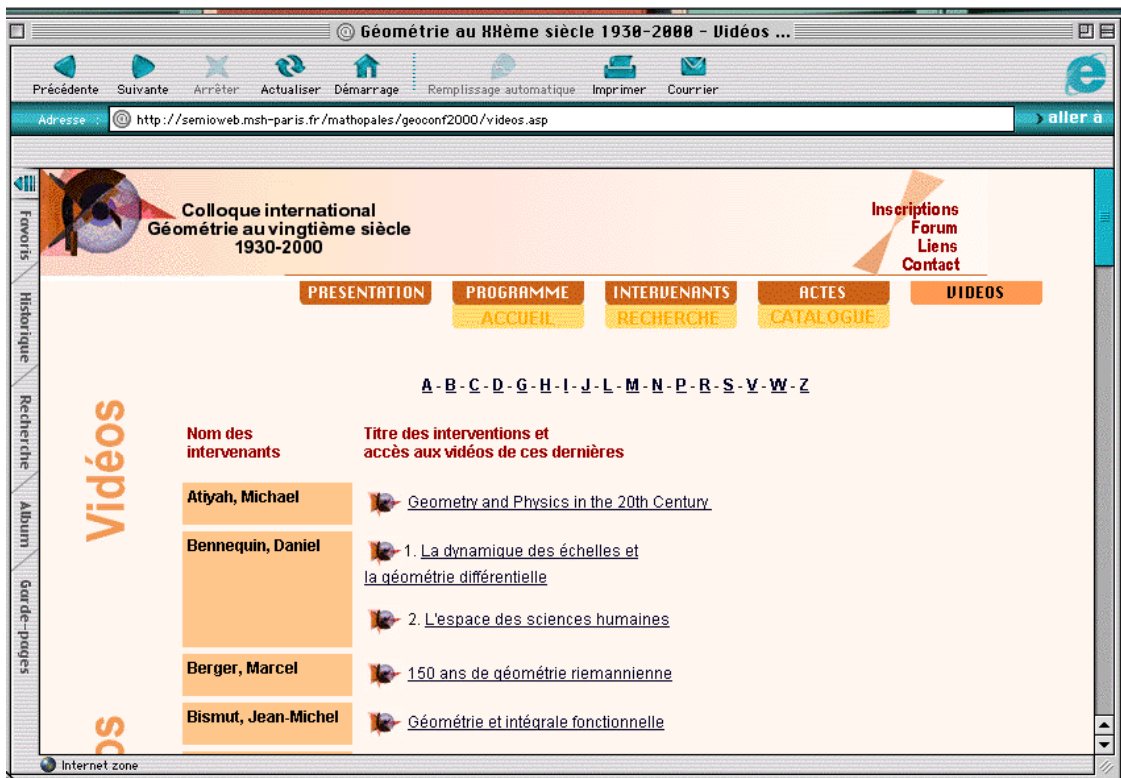 Géométrie au XXème siècle 1930-2000 - Vidéos ...
Précédente Suivante Arrêter Actualiser Démarrage Remplissage automatique Imprimer Courrier
Adresse : http://semioweb.msh-paris.fr/mathopales/geoconf2000/videos.asp aller à
Favoris
Historique
Recherche
Album
Garde-pages
Colloque international
Géométrie au vingtième siècle
1930-2000
Inscriptions
Forum
Liens
Contact
PRESENTATION PROGRAMME INTERVENANTS ACTES VIDEOS
ACCUEIL RECHERCHE CATALOGUE
A - B - C - D - G - H - I - J - L - M - N - P - R - S - V - W - Z
Vidéos
Nom des
intervenants
Titre des interventions et
accès aux vidéos de ces dernières
Atiyah, Michael
Geometry and Physics in the 20th Century
Bennequin, Daniel
1. La dynamique des échelles et
la géométrie différentielle
2. L'espace des sciences humaines
Berger, Marcel
150 ans de géométrie riemannienne
Bismut, Jean-Michel
Géométrie et intégrale fonctionnelle
Internet zone